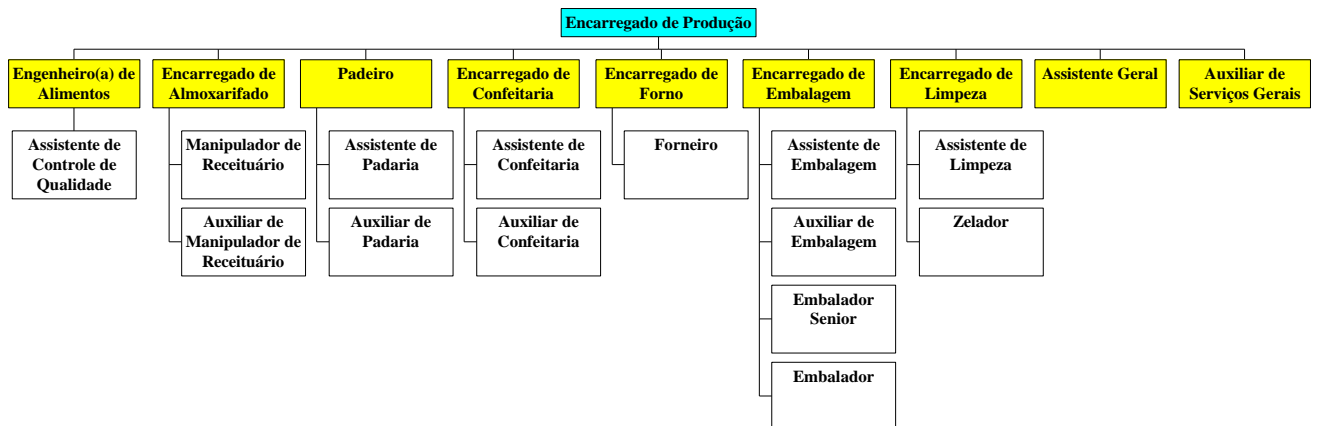 Encarregado de Produção
Engenheiro(a) de
Alimentos
Encarregado de
Almoxarifado
Padeiro
Encarregado de
Confeitaria
Encarregado de
Forno
Encarregado de
Embalagem
Encarregado de
Limpeza
Assistente Geral
Auxiliar de
Serviços Gerais
Assistente de
Controle de
Qualidade
Manipulador de
Receituário
Auxiliar de
Manipulador de
Receituário
Assistente de
Padaria
Auxiliar de
Padaria
Assistente de
Confeitaria
Auxiliar de
Confeitaria
Forneiro
Assistente de
Embalagem
Auxiliar de
Embalagem
Embalador
Senior
Embalador
Assistente de
Limpeza
Zelador